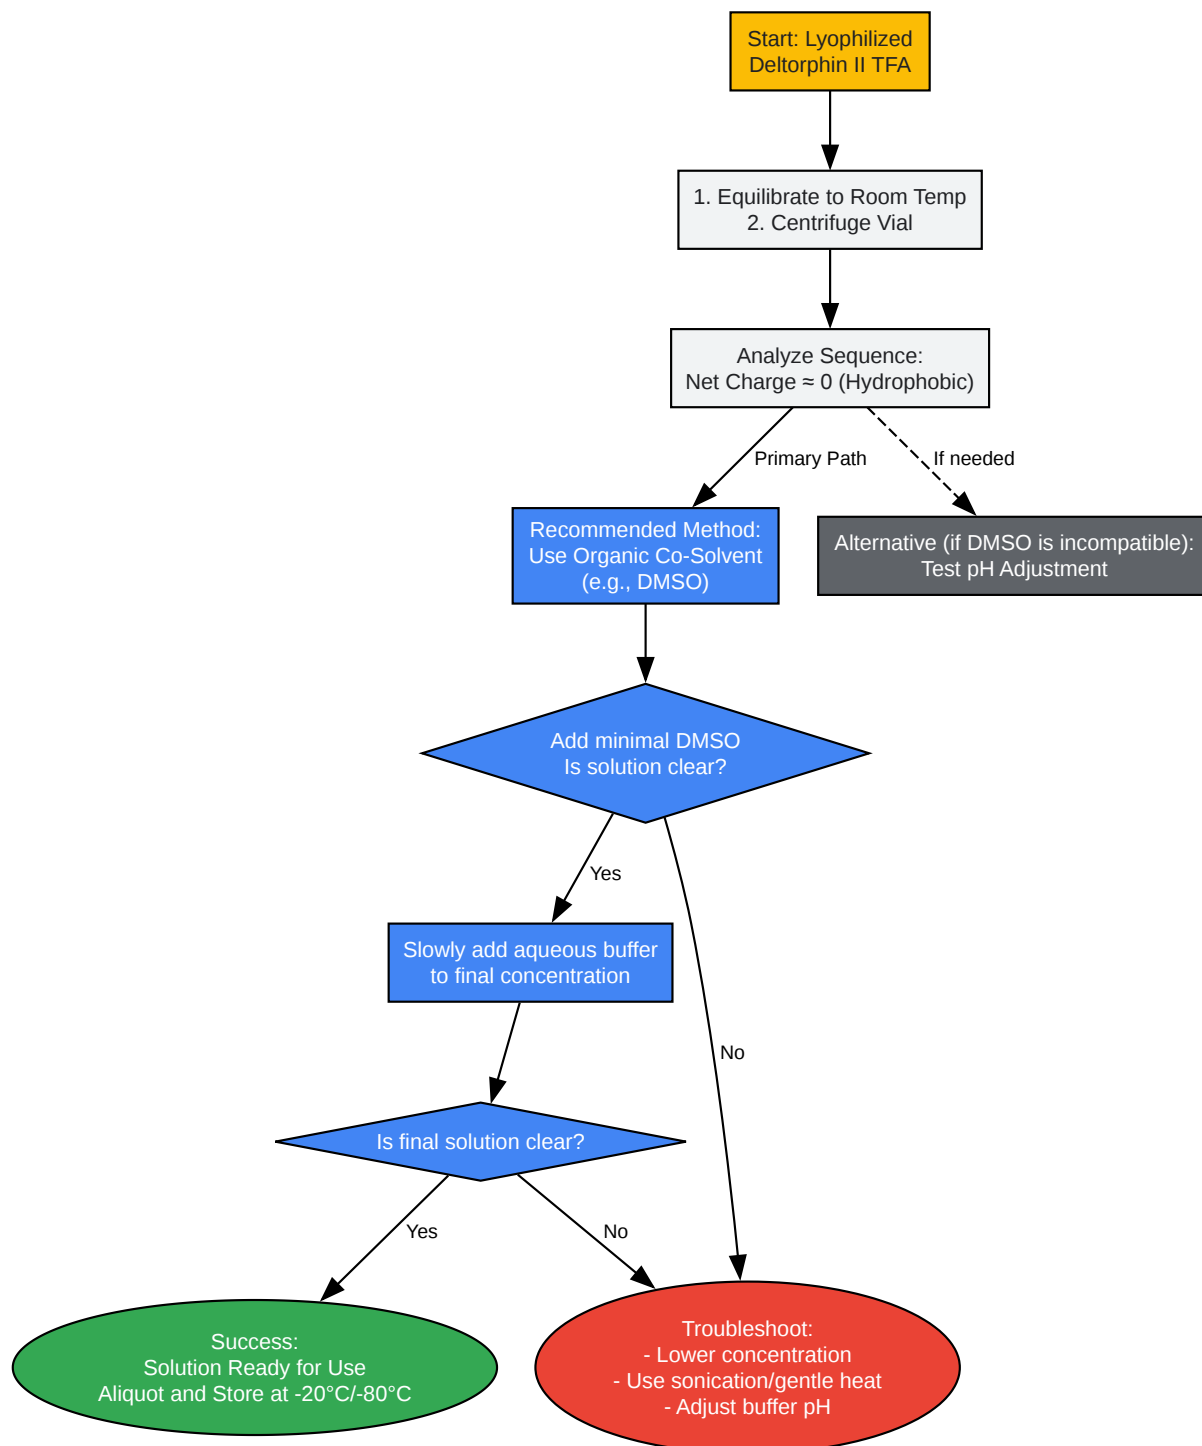 Start: Lyophilized
Deltorphin II TFA
1. Equilibrate to Room Temp
2. Centrifuge Vial
Analyze Sequence:
Net Charge ≈ 0 (Hydrophobic)
Primary Path
If needed
Recommended Method:
Use Organic Co-Solvent
(e.g., DMSO)
Alternative (if DMSO is incompatible):
Test pH Adjustment
Add minimal DMSO
Is solution clear?
Yes
Slowly add aqueous buffer
to final concentration
No
Is final solution clear?
Yes
No
Success:
Solution Ready for Use
Aliquot and Store at -20°C/-80°C
Troubleshoot:
- Lower concentration
- Use sonication/gentle heat
- Adjust buffer pH